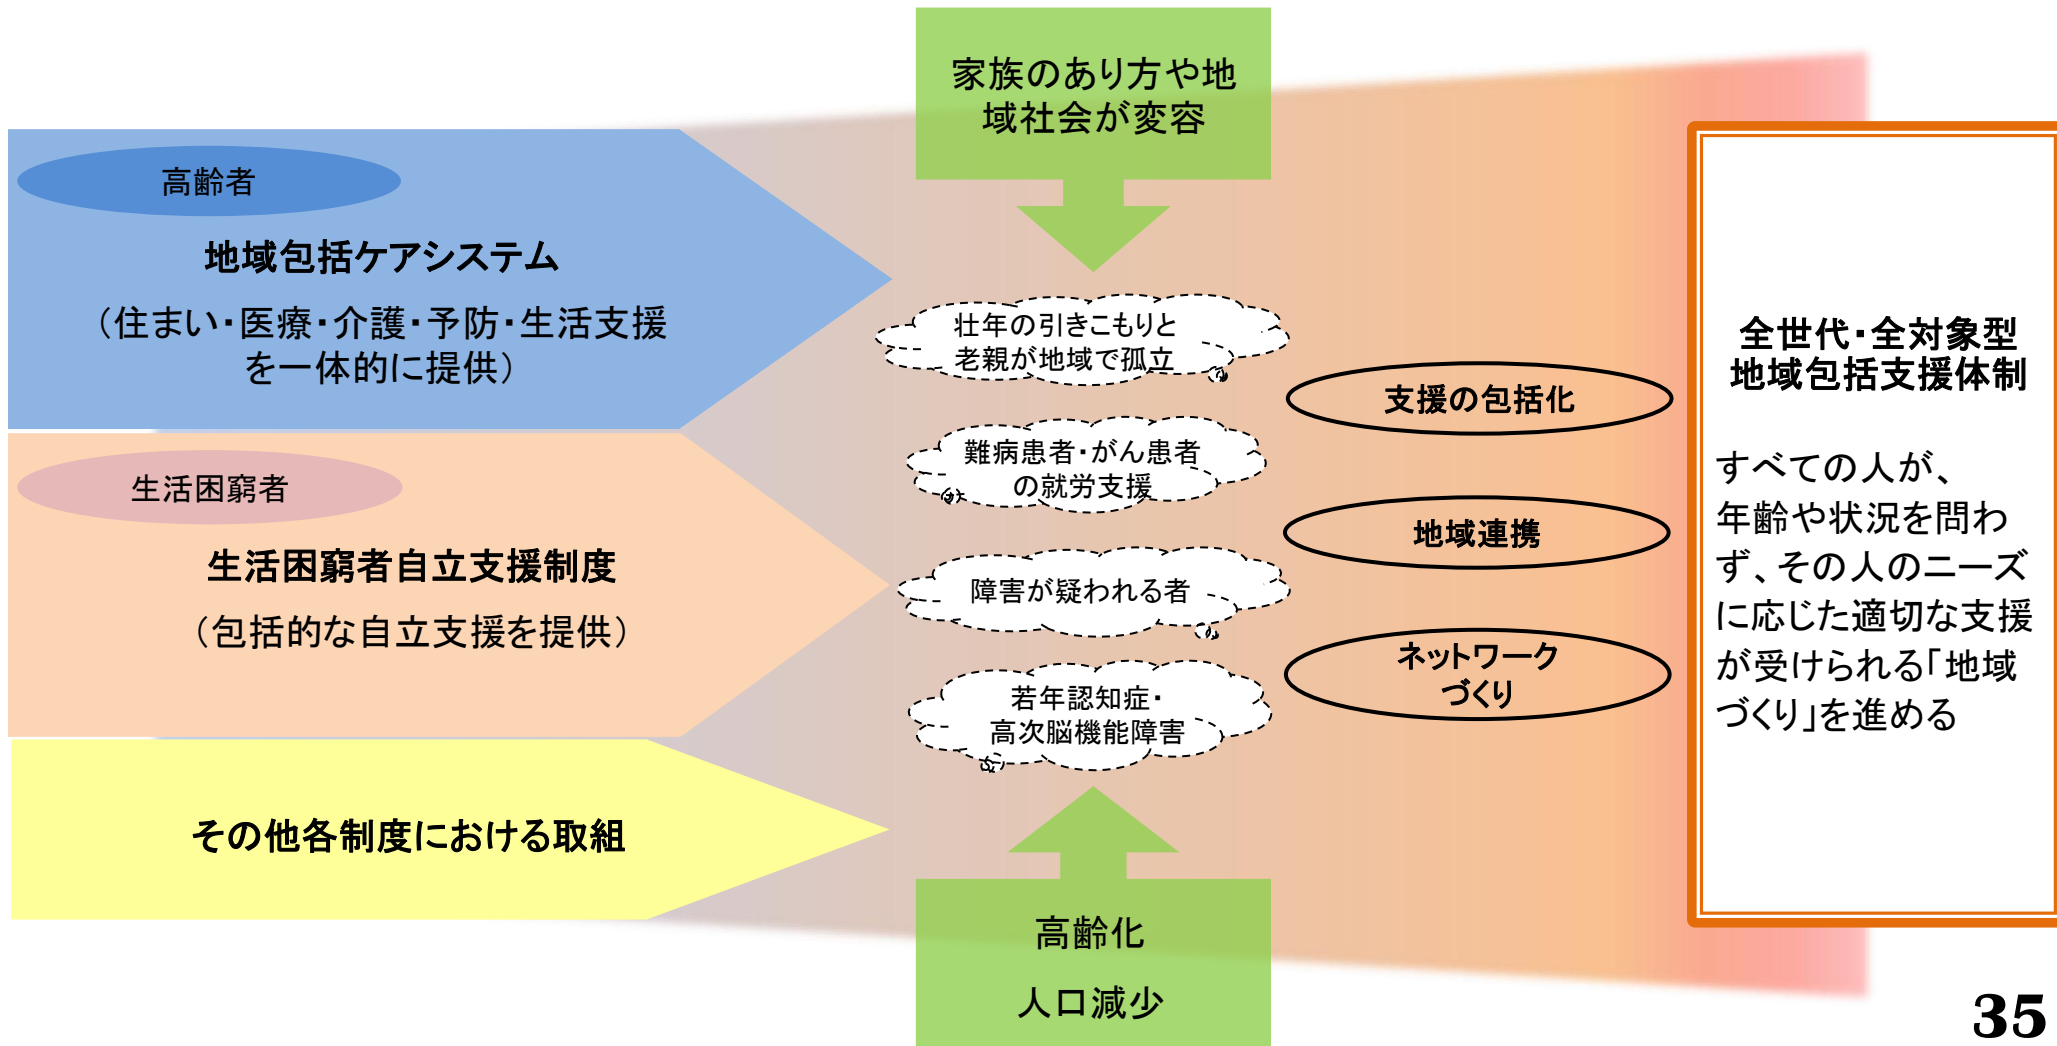 家族のあり方や地
域社会が変容
高齢者
地域包括ケアシステム
（住まい・医療・介護・予防・生活支援
を一体的に提供）
生活困窮者
生活困窮者自立支援制度
（包括的な自立支援を提供）
その他各制度における取組
壮年の引きこもりと
老親が地域で孤立
難病患者・がん患者
の就労支援
障害が疑われる者
若年認知症・
高次脳機能障害
高齢化
人口減少
支援の包括化
地域連携
ネットワーク
づくり
全世代・全対象型
地域包括支援体制
すべての人が、
年齢や状況を問わ
ず、その人のニーズ
に応じた適切な支援
が受けられる「地域
づくり」を進める
35